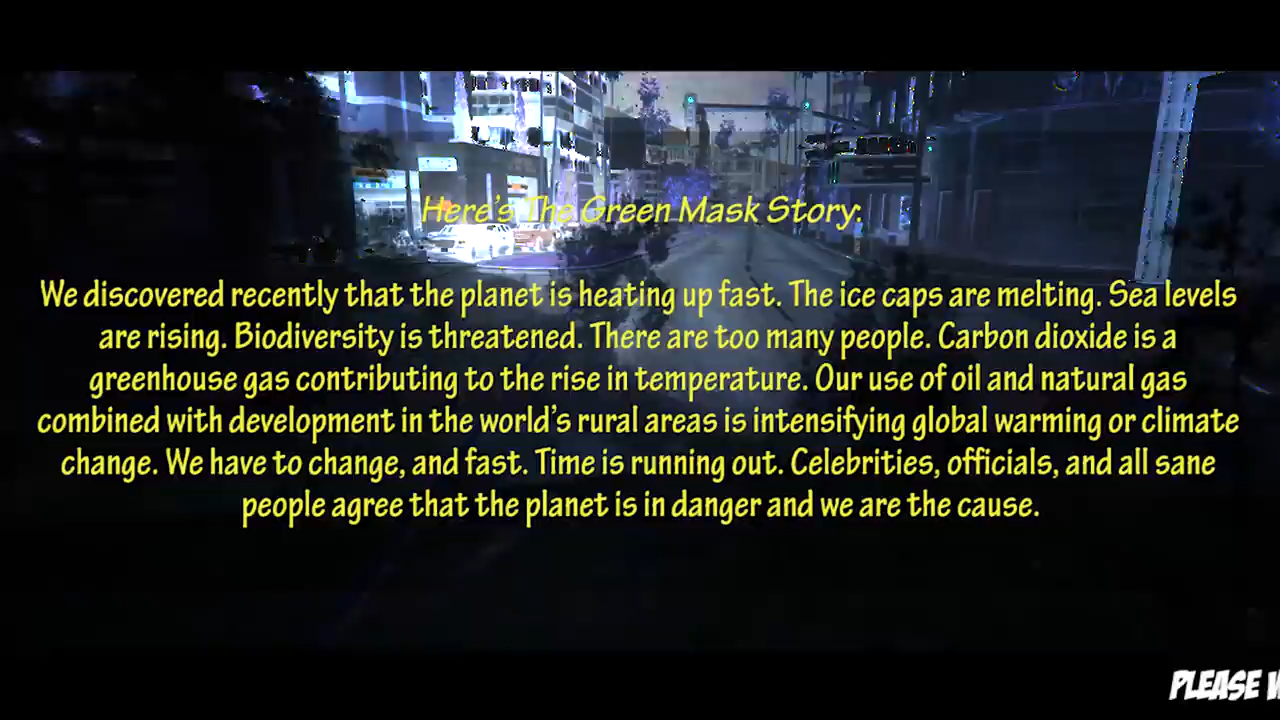 Here's The Green Mask Story:
We discovered recently that the planet is heating up fast. The ice caps are melting. Sea levels
are rising. Biodiversity is threatened. There are too many people. Carbon dioxide is a
greenhouse gas contributing to the rise in temperature. Our use of oil and natural gas
combined with development in the world's rural areas is intensifying global warming or climate
change. We have to change, and fast. Time is running out. Celebrities, officials, and all sane
people agree that the planet is in danger and we are the cause.
PLEASE